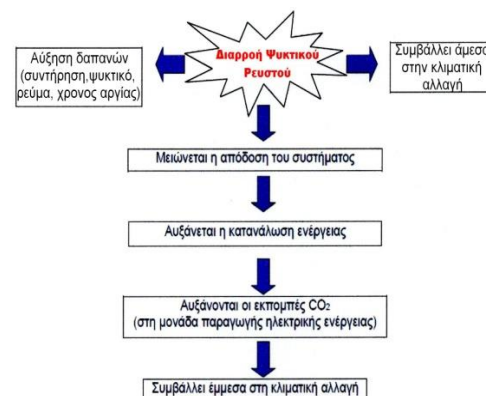 Αύξηση δαπανών
(συντήρηση,ψυκτικό,
ρεύμα, χρονος αργίας)
Διαρροή Ψυκτικού
Ρευστού
Συμβάλλει άμεσα
στην κλιματική
αλλαγή
Μειώνεται η απόδοση του συστήματος
Αυξάνεται η κατανάλωση ενέργειας
Αυξάνονται οι εκπομπές CO₂
(στη μονάδα παραγωγής ηλεκτρικής ενέργειας)
Συμβάλλει έμμεσα στη κλιματική αλλαγή